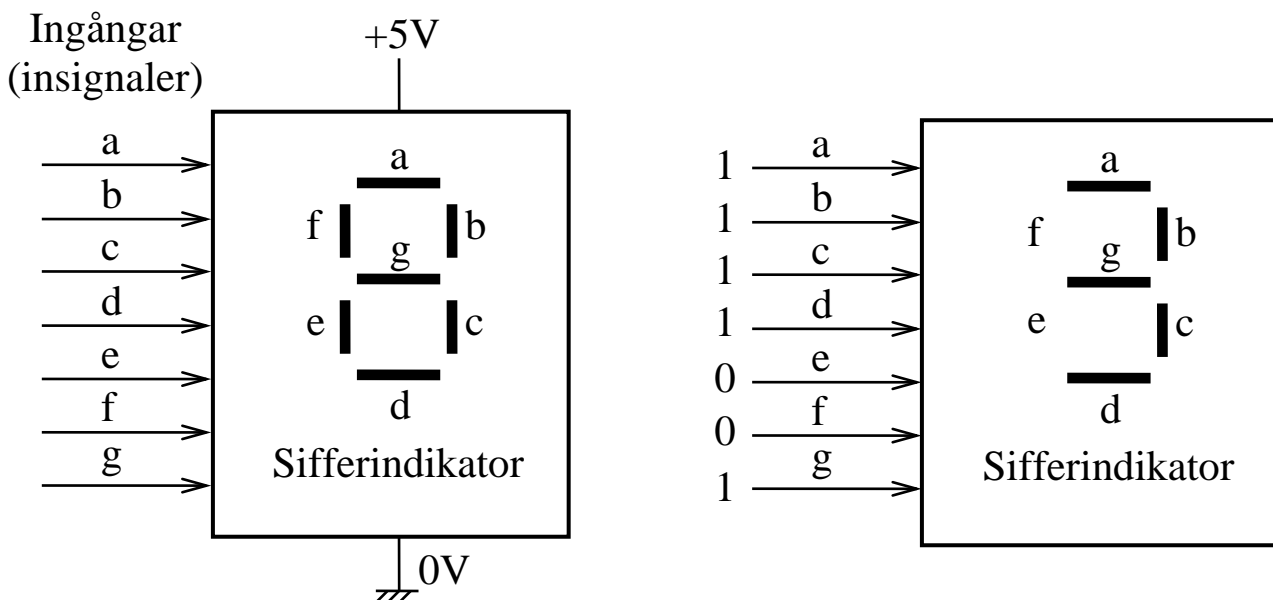 Ingångar
(insignaler)
+5V
a
b
c
d
e
f
g
a
f
b
g
e
c
d
Sifferindikator
0V
1 a
1 b
1 c
1 d
0 e
0 f
1 g
a
f
b
g
e
c
d
Sifferindikator